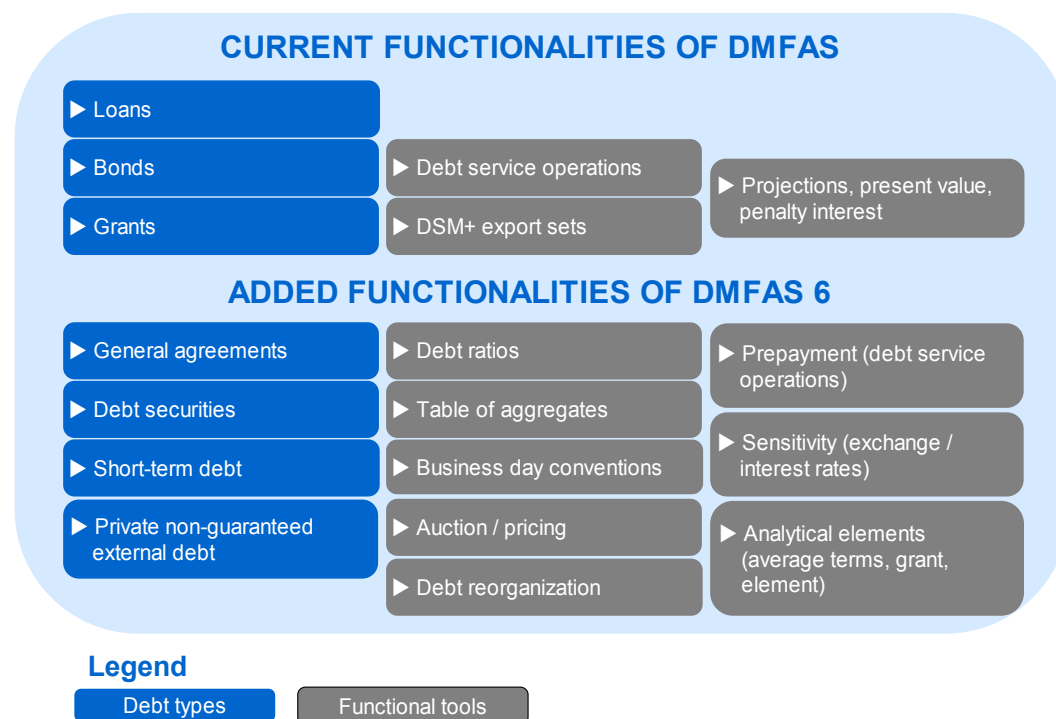 CURRENT FUNCTIONALITIES OF DMFAS
▶ Loans
▶ Bonds
▶ Grants
▶ Debt service operations
▶ DSM+ export sets
▶ Projections, present value,
penalty interest
ADDED FUNCTIONALITIES OF DMFAS 6
▶ General agreements
▶ Debt securities
▶ Short-term debt
▶ Private non-guaranteed
external debt
▶ Debt ratios
▶ Table of aggregates
▶ Business day conventions
▶ Auction / pricing
▶ Debt reorganization
▶ Prepayment (debt service
operations)
▶ Sensitivity (exchange /
interest rates)
▶ Analytical elements
(average terms, grant,
element)
Legend
Debt types
Functional tools